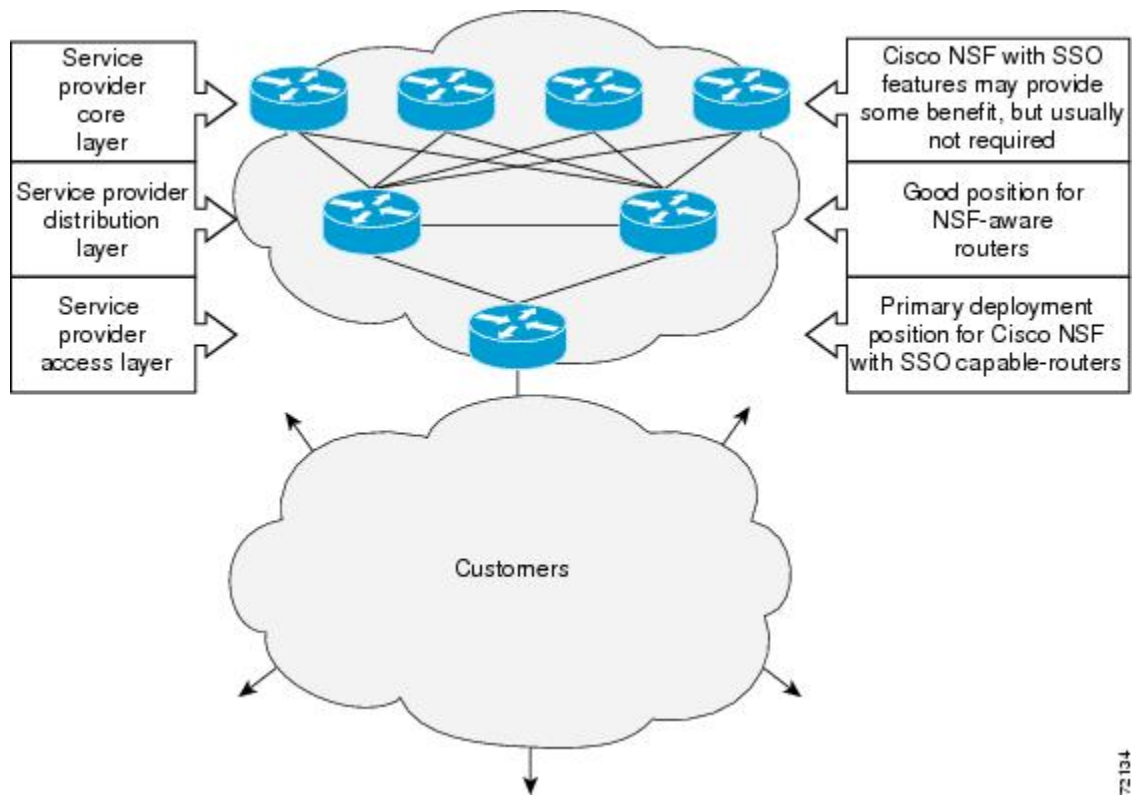 Service
provider
core
layer
Cisco NSF with SSO
features may provide
some benefit, but usually
not required
Service provider
distribution
layer
Good position for
NSF-aware
routers
Service
provider
access layer
Primary deployment
position for Cisco NSF
with SSO capable-routers
Customers
72134